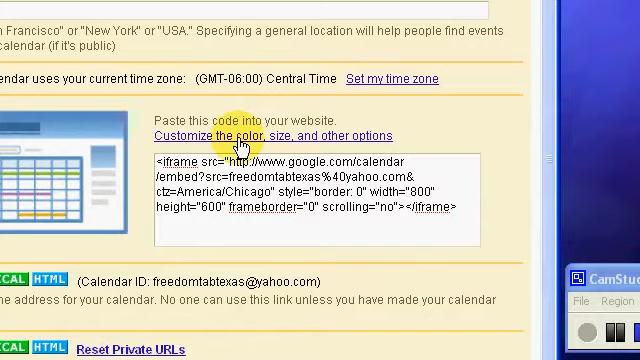 n Francisco" or "New York" or "USA." Specifying a general location will help people find events
calendar (if it's public)
endar uses your current time zone: (GMT-06:00) Central Time Set my time zone
Paste this code into your website.
Customize the color, size, and other options
<iframe src="http://www.google.com/calendar
/embed?src=freedomtabtexas%40yahoo.com&
ctz=America/Chicago" style="border: 0" width="800"
height="600" frameborder="0" scrolling="no"></iframe>
ICAL HTML (Calendar ID: freedomtabtexas@yahoo.com)
he address for your calendar. No one can use this link unless you have made your calendar
ICAL HTML Reset Private URLs
CamStu
File Region